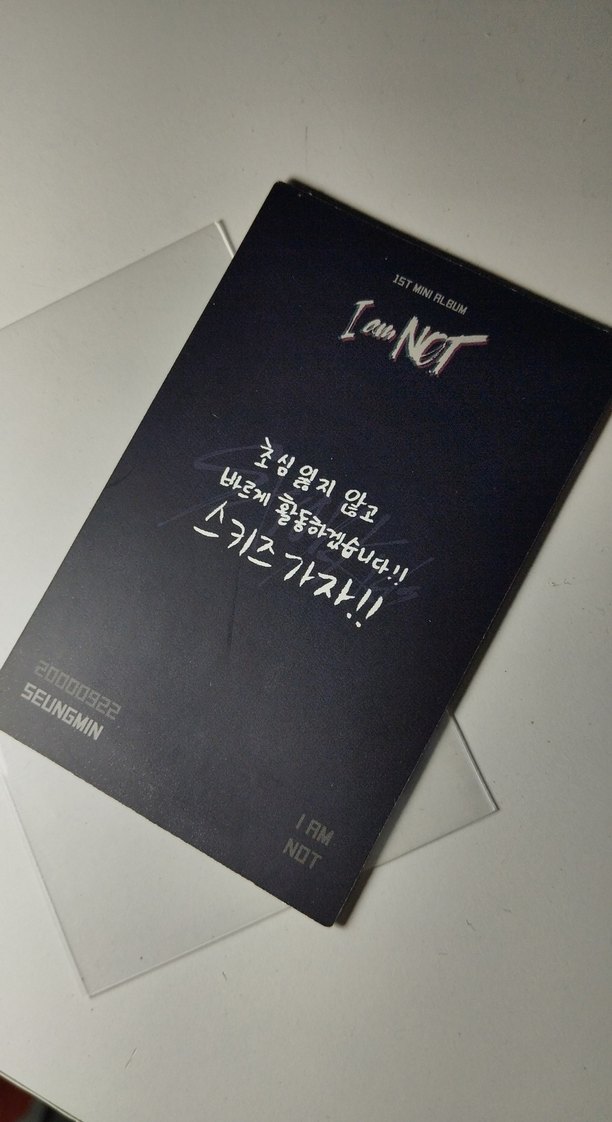 1ST MINI ALBUM
I am NOT
초심 잃지 않고
바르게 활동하겠습니다!!
스키즈 가자!!
20000922
SEUNGMIN
I AM
NOT